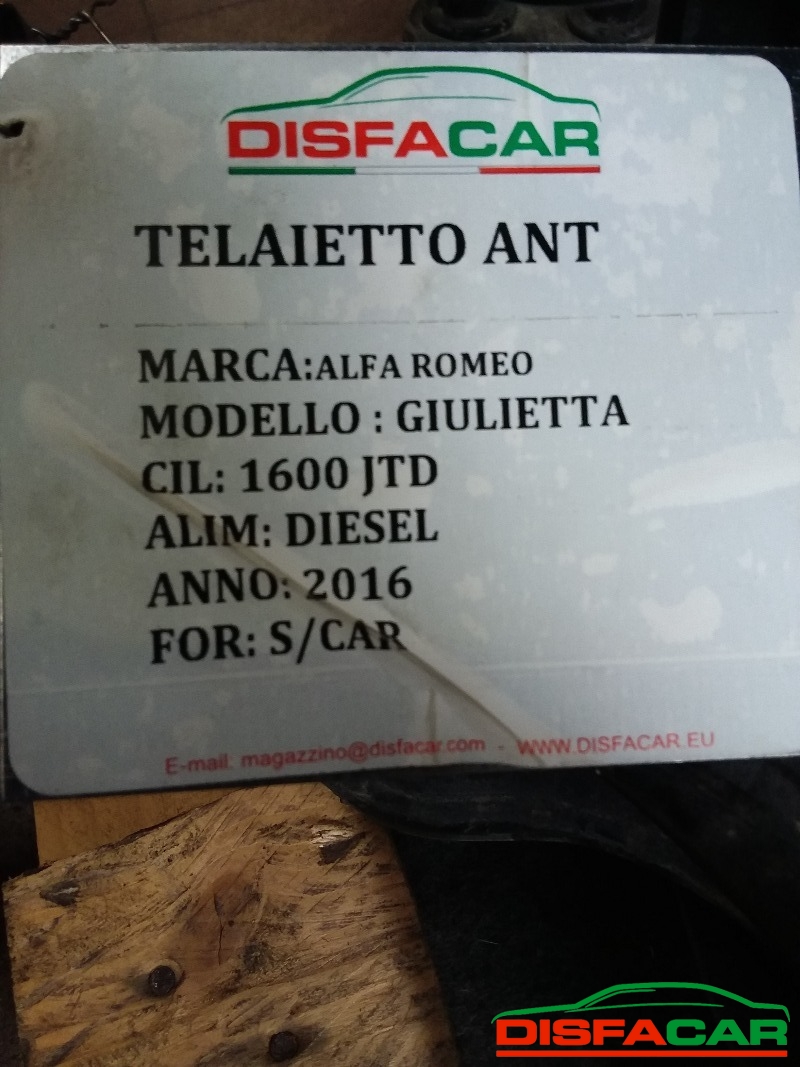 DISFACAR
TELAIETTO ANT
MARCA:ALFA ROMEO
MODELLO : GIULIETTA
CIL: 1600 JTD
ALIM: DIESEL
ANNO: 2016
FOR: S/CAR
E-mail: magazzino@disfacar.com - WWW.DISFACAR.EU
DISFACAR